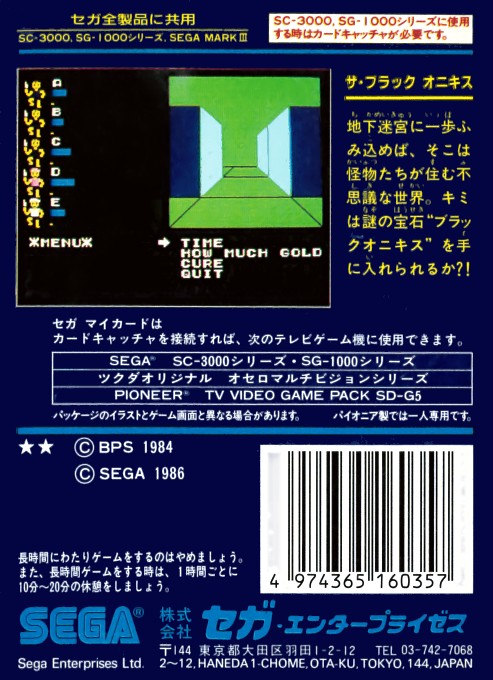 セガ全製品に共用
SC-3000, SG-1000シリーズ, SEGA MARK III
SC-3000, SG-1000シリーズに使用
する時はカードキャッチャが必要です。
A
B
C
D
E
ЖMENUЖ
➔ TIME
HOW MUCH GOLD
CURE
QUIT
ザ・ブラック オニキス
地下迷宮に一歩ふ
み込めば、そこは
怪物たちが住む不
思議な世界。キミ
は謎の宝石“ブラッ
クオニキス”を手
に入れられるか?!
セガ マイカードは
カードキャッチャを接続すれば、次のテレビゲーム機に使用できます。
SEGA® SC-3000シリーズ・SG-1000シリーズ
ツクダオリジナル オセロマルチビジョンシリーズ
PIONEER® TV VIDEO GAME PACK SD-G5
パッケージのイラストとゲーム画面と異なる場合があります。 パイオニア製では一人専用です。
★★ Ⓒ BPS 1984
Ⓒ SEGA 1986
長時間にわたりゲームをするのはやめましょう。
また、長時間ゲームをする時は、1時間ごとに
10分〜20分の休憩をしましょう。
4 974365 160357
SEGA® 株式会社 セガ・エンタープライゼス
Sega Enterprises Ltd.
〒144 東京都大田区羽田1-2-12 TEL 03-742-7068
2〜12, HANEDA 1-CHOME, OTA-KU, TOKYO, 144, JAPAN